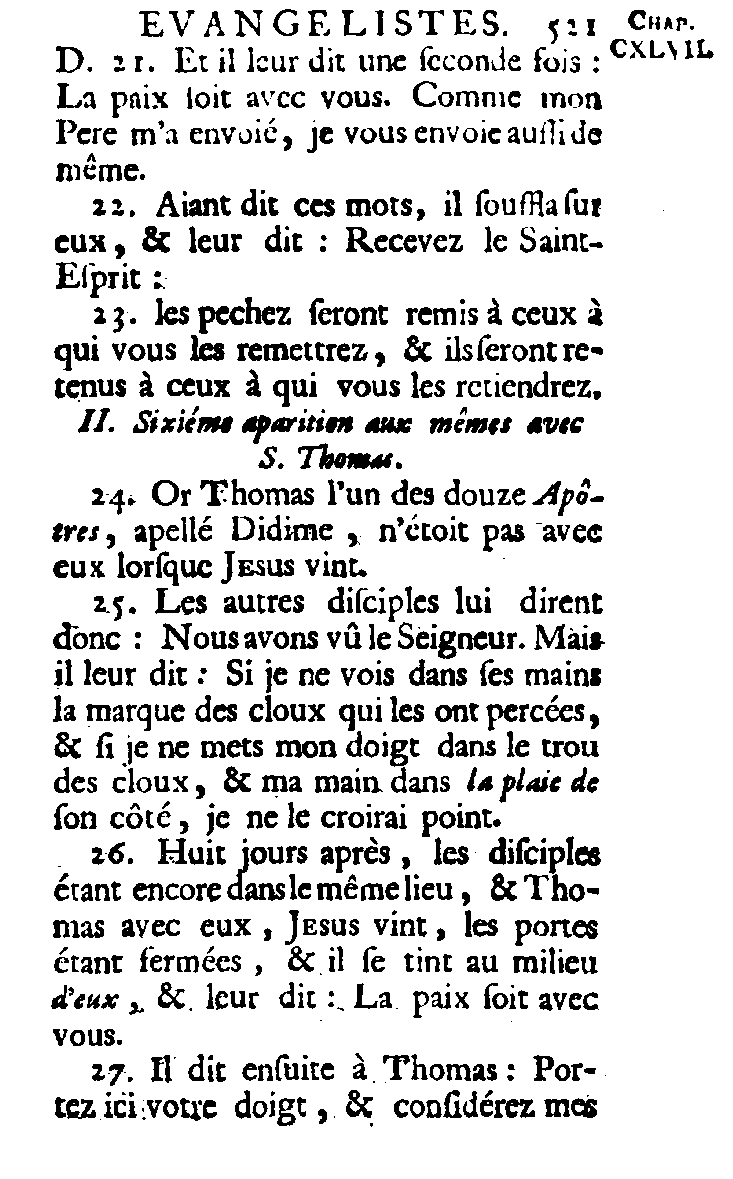 EVANGELISTES. 521
CHAP.
CXLVII.
D. 21. Et il leur dit une ſeconde fois :
La paix ſoit avec vous. Comme mon
Pere m'a envoié, je vous envoie auſſi de
même.
22. Aiant dit ces mots, il ſouffla ſur
eux, & leur dit : Recevez le Saint-
Eſprit :
23. les pechez ſeront remis à ceux à
qui vous les remettrez, & ils ſeront re-
tenus à ceux à qui vous les retiendrez.
II. Sixiéme aparition aux mêmes avec
S. Thomas.
24. Or Thomas l'un des douze Apô-
tres, apellé Didime, n'étoit pas avec
eux lorſque JESUS vint.
25. Les autres diſciples lui dirent
donc : Nous avons vû le Seigneur. Mais
il leur dit : Si je ne vois dans ſes mains
la marque des cloux qui les ont percées,
& ſi je ne mets mon doigt dans le trou
des cloux, & ma main dans la plaie de
ſon côté, je ne le croirai point.
26. Huit jours après, les diſciples
étant encore dans le même lieu, & Tho-
mas avec eux, JESUS vint, les portes
étant fermées, & il ſe tint au milieu
d'eux, & leur dit : La paix ſoit avec
vous.
27. Il dit enſuite à Thomas : Por-
tez ici votre doigt, & conſidérez mes